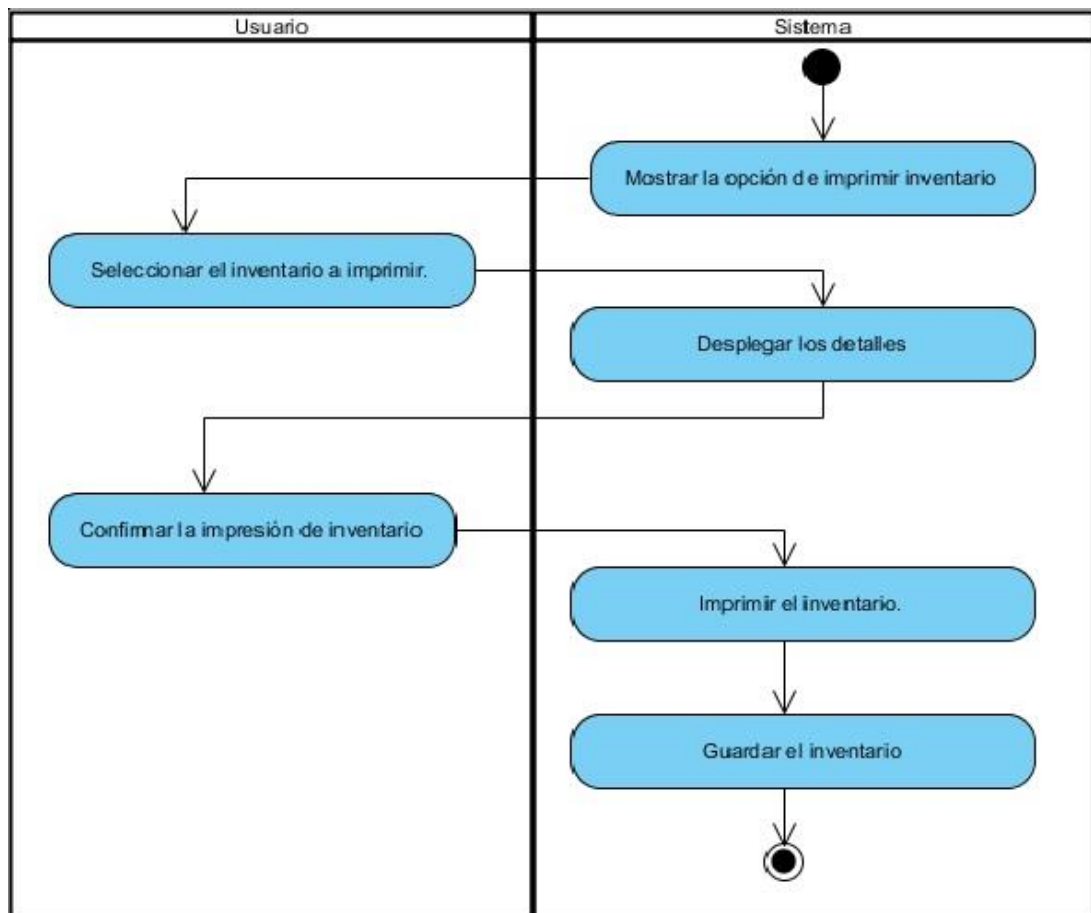 Usuario
Sistema
Mostrar la opción de imprimir inventario
Seleccionar el inventario a imprimir.
Desplegar los detalles
Confirmar la impresión de inventario
Imprimir el inventario.
Guardar el inventario